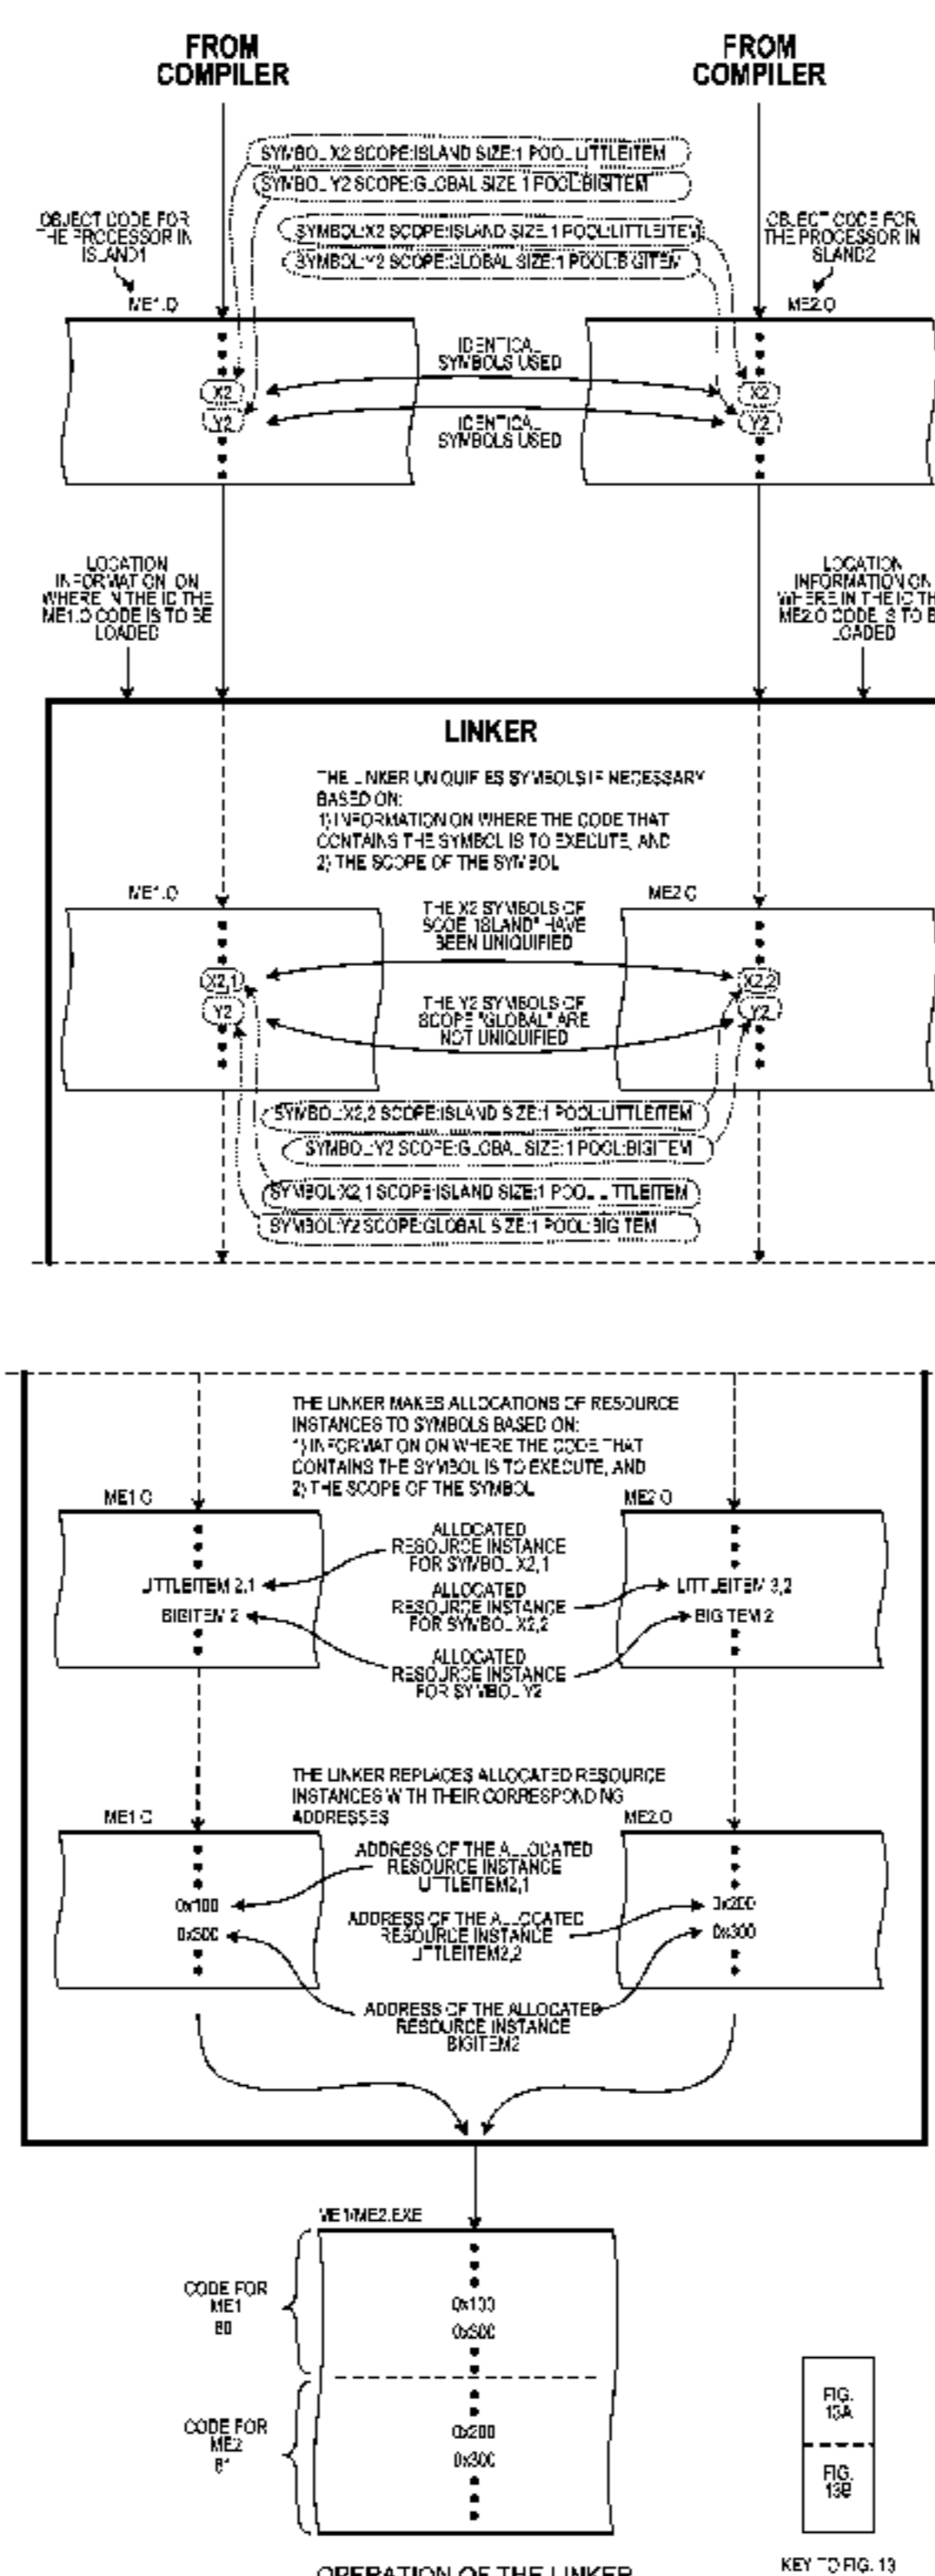 FROM
COMPILER
FROM
COMPILER
SYMBOL:X2 SCOPE:ISLAND SIZE:1 POOL:LITTLEITEM
SYMBOL:Y2 SCOPE:GLOBAL SIZE:1 POOL:BIGITEM
SYMBOL:X2 SCOPE:ISLAND SIZE:1 POOL:LITTLEITEM
SYMBOL:Y2 SCOPE:GLOBAL SIZE:1 POOL:BIGITEM
OBJECT CODE FOR
THE PROCESSOR IN
ISLAND1
OBJECT CODE FOR
THE PROCESSOR IN
ISLAND2
ME1.O
ME2.O
IDENTICAL
SYMBOLS USED
X2
X2
Y2
Y2
IDENTICAL
SYMBOLS USED
LOCATION
INFORMATION ON
WHERE IN THE IC THE
ME1.O CODE IS TO BE
LOADED
LOCATION
INFORMATION ON
WHERE IN THE IC TH
ME2.O CODE IS TO B
LOADED
LINKER
THE LINKER UNIQUIFIES SYMBOLS IF NECESSARY
BASED ON:
1) INFORMATION ON WHERE THE CODE THAT
CONTAINS THE SYMBOL IS TO EXECUTE, AND
2) THE SCOPE OF THE SYMBOL
ME1.O
ME2.O
THE X2 SYMBOLS OF
SCOE "ISLAND" HAVE
BEEN UNIQUIFIED
X2,1
X2,2
Y2
Y2
THE Y2 SYMBOLS OF
SCOPE "GLOBAL" ARE
NOT UNIQUIFIED
SYMBOL:X2,2 SCOPE:ISLAND SIZE:1 POOL:LITTLEITEM
SYMBOL:Y2 SCOPE:GLOBAL SIZE:1 POOL:BIGITEM
SYMBOL:X2,1 SCOPE:ISLAND SIZE:1 POOL:LITTLEITEM
SYMBOL:Y2 SCOPE:GLOBAL SIZE:1 POOL:BIGITEM
THE LINKER MAKES ALLOCATIONS OF RESOURCE
INSTANCES TO SYMBOLS BASED ON:
1) INFORMATION ON WHERE THE CODE THAT
CONTAINS THE SYMBOL IS TO EXECUTE, AND
2) THE SCOPE OF THE SYMBOL
ME1.O
ME2.O
ALLOCATED
RESOURCE INSTANCE
FOR SYMBOL X2,1
LITTLEITEM 2,1
LITTLEITEM 3,2
ALLOCATED
RESOURCE INSTANCE
FOR SYMBOL X2,2
BIGITEM 2
BIGITEM 2
ALLOCATED
RESOURCE INSTANCE
FOR SYMBOL Y2
THE LINKER REPLACES ALLOCATED RESOURCE
INSTANCES WITH THEIR CORRESPONDING
ADDRESSES
ME1.O
ME2.O
ADDRESS OF THE ALLOCATED
RESOURCE INSTANCE
LITTLEITEM2,1
0x100
0x200
ADDRESS OF THE ALLOCATED
RESOURCE INSTANCE
LITTLEITEM2,2
0x300
0x300
ADDRESS OF THE ALLOCATED
RESOURCE INSTANCE
BIGITEM2
ME1/ME2.EXE
CODE FOR
ME1
80
0x100
0x300
CODE FOR
ME2
81
0x200
0x300
FIG.
13A
FIG.
13B
KEY TO FIG. 13
OPERATION OF THE LINKER